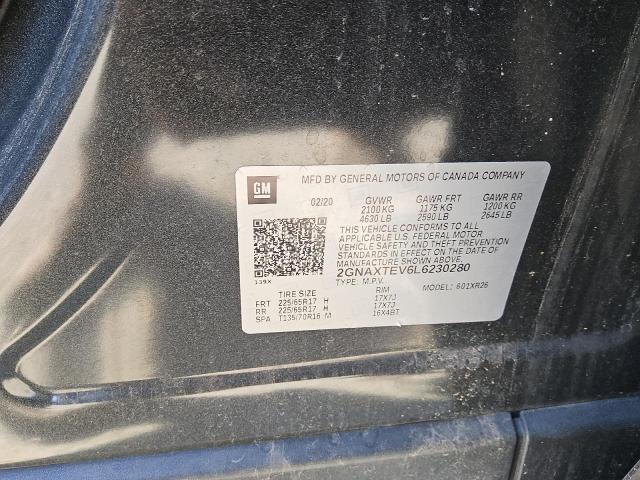 GM
MFD BY GENERAL MOTORS OF CANADA COMPANY
02/20 GVWR GAWR FRT GAWR RR
2100 KG 1175 KG 1200 KG
4630 LB 2590 LB 2645 LB
THIS VEHICLE CONFORMS TO ALL
APPLICABLE U.S. FEDERAL MOTOR
VEHICLE SAFETY AND THEFT PREVENTION
STANDARDS IN EFFECT ON THE DATE OF
MANUFACTURE SHOWN ABOVE.
2GNAXTEV6L6230280
139X TYPE: M.P.V. MODEL: 601XR26
TIRE SIZE RIM
FRT 225/65R17 H 17X7J
RR 225/65R17 H 17X7J
SPA T135/70R16 M 16X4BT